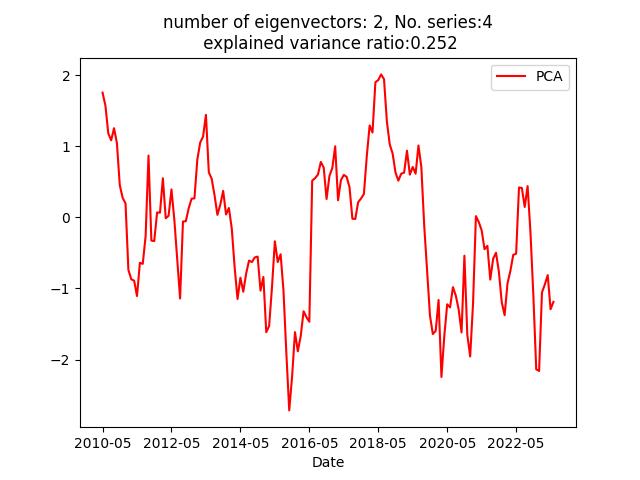 number of eigenvectors: 2, No. series:4
explained variance ratio:0.252
PCA
2
1
0
−1
−2
2010-05 2012-05 2014-05 2016-05 2018-05 2020-05 2022-05
Date